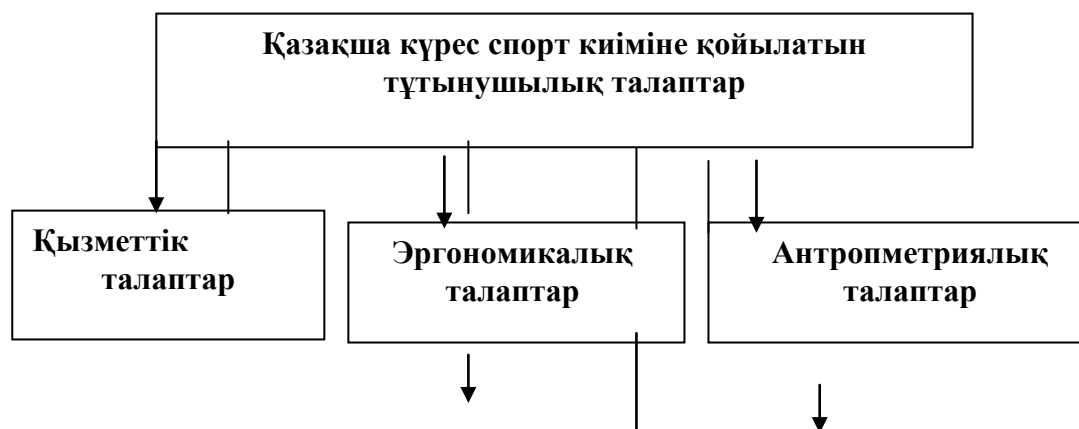 Қазақша күрес спорт киіміне қойылатын
тұтынушылық талаптар
Қызметтік
талаптар
Эргономикалық
талаптар
Антропметриялық
талаптар